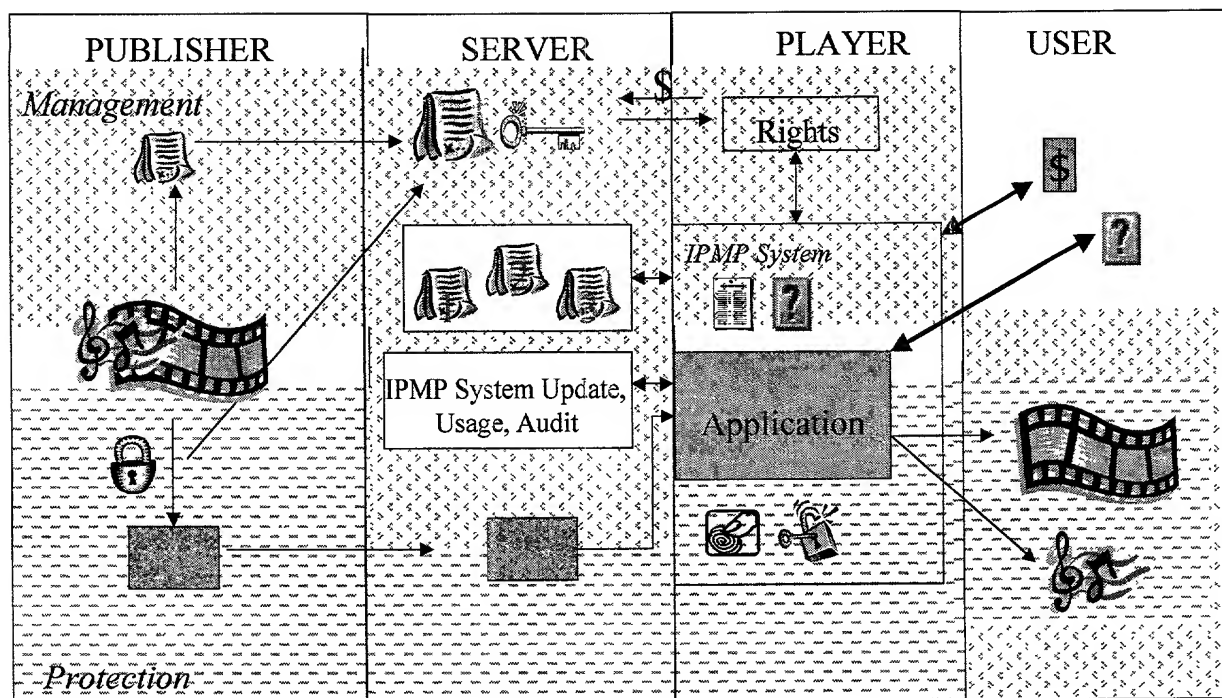 PUBLISHER
SERVER
PLAYER
USER
Management
$
Rights
$
?
IPMP System
?
IPMP System Update,
Usage, Audit
Application
Protection